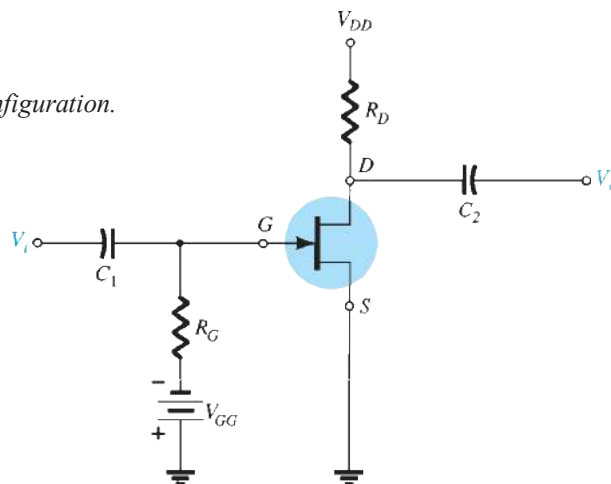 V_DD
nfiguration.
R_D
D
C_2
V_i
C_1
G
S
R_G
-
V_GG
+